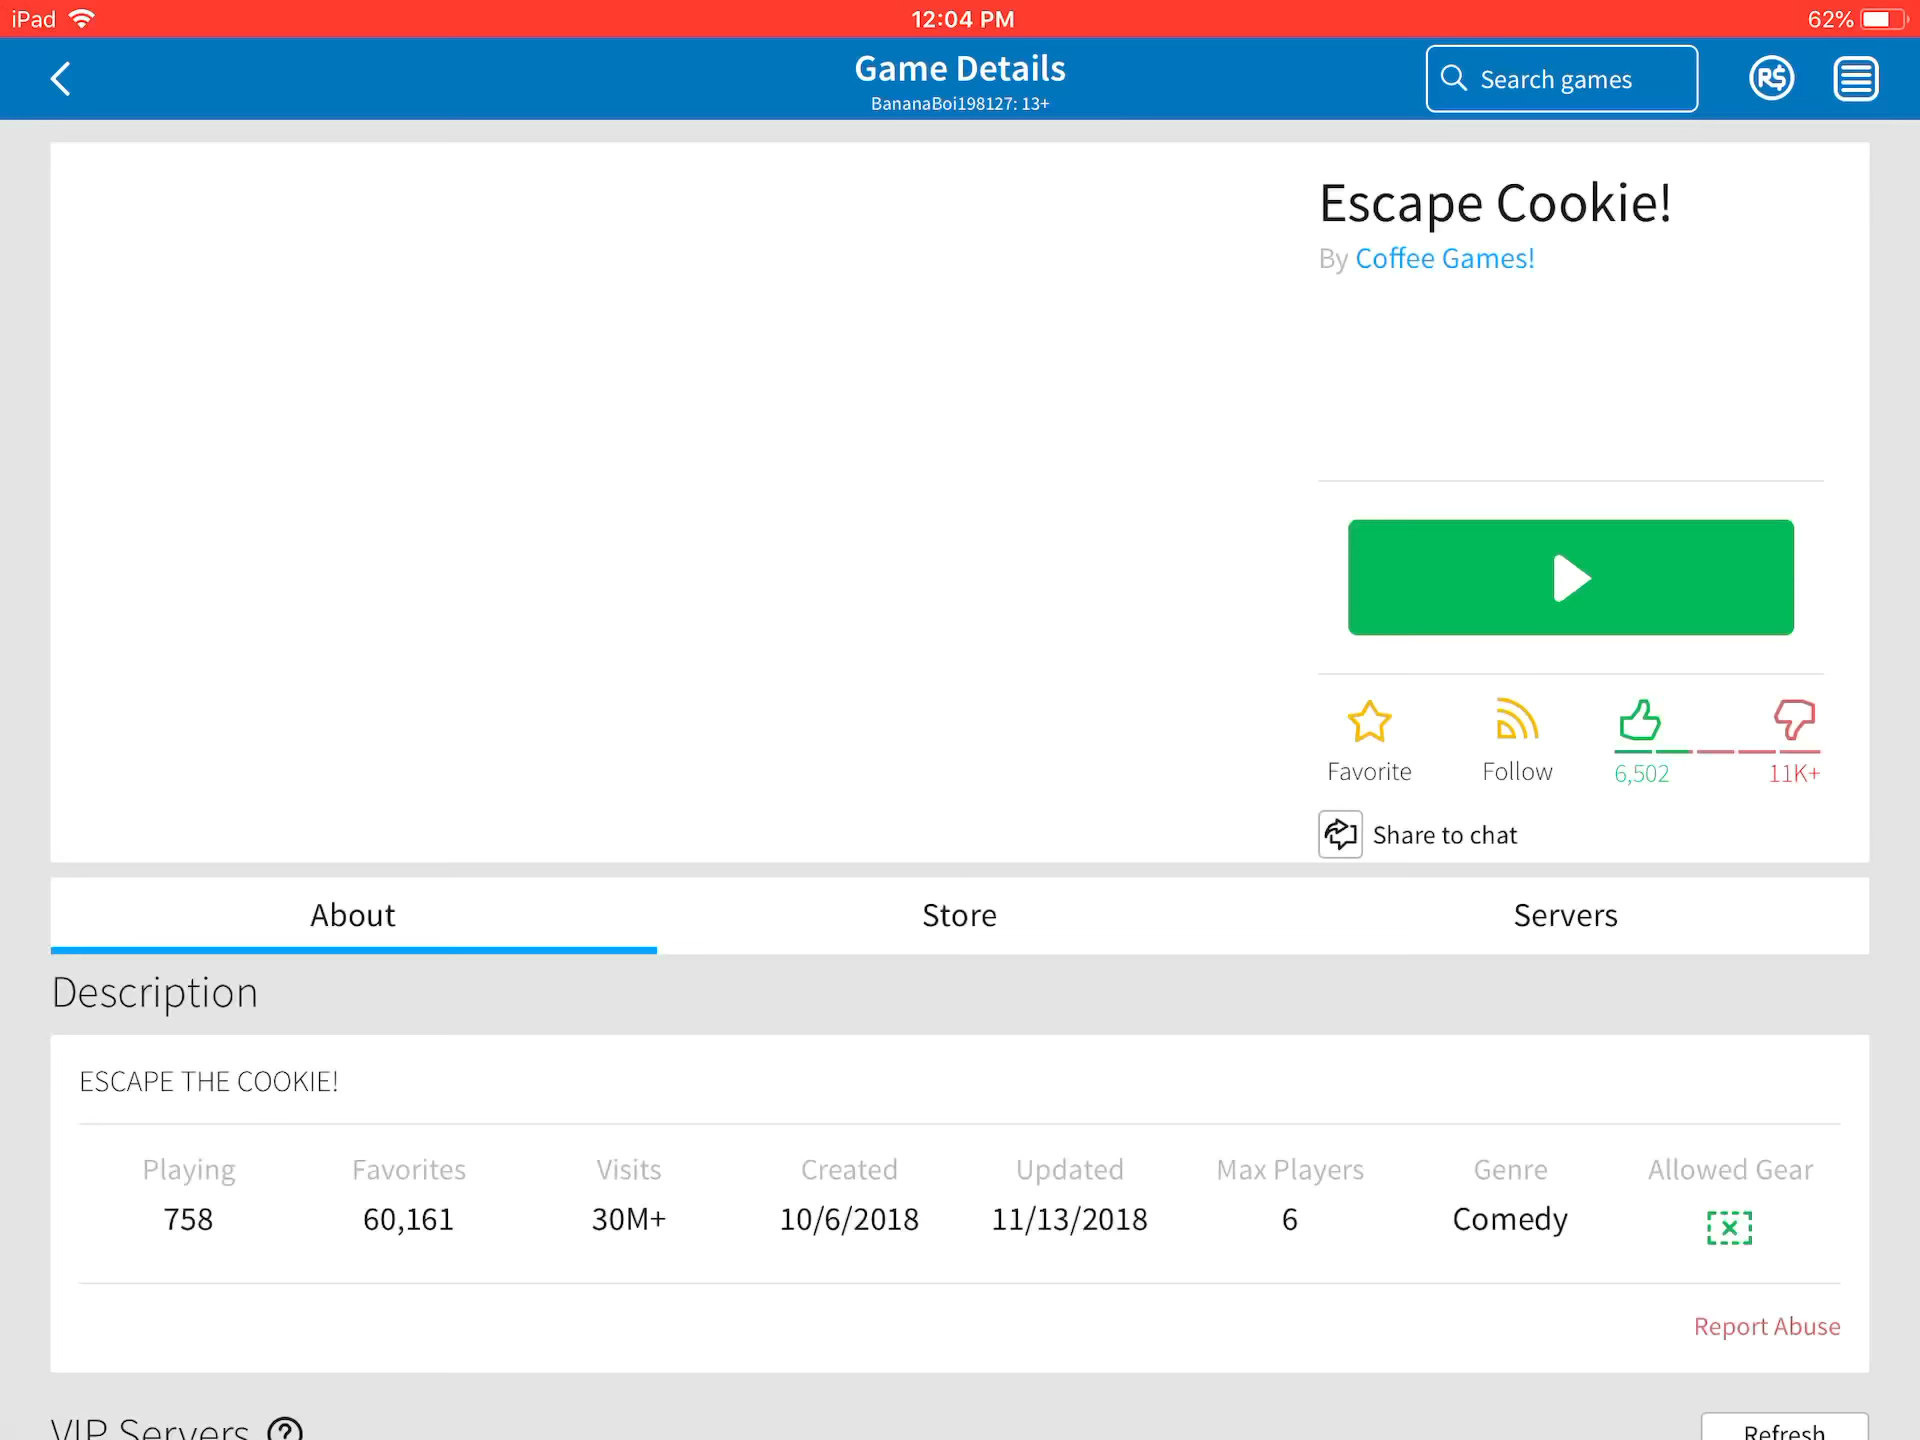 iPad
12:04 PM
62%
Game Details
BananaBoi198127: 13+
Search games
R$
Escape Cookie!
By Coffee Games!
Favorite
Follow
6,502
11K+
Share to chat
About
Store
Servers
Description
ESCAPE THE COOKIE!
Playing
Favorites
Visits
Created
Updated
Max Players
Genre
Allowed Gear
758
60,161
30M+
10/6/2018
11/13/2018
6
Comedy
Report Abuse
VIP Servers ?
Refresh